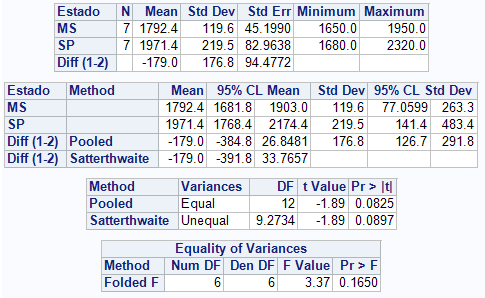 Estado N Mean Std Dev Std Err Minimum Maximum
MS 7 1792.4 119.6 45.1990 1650.0 1950.0
SP 7 1971.4 219.5 82.9638 1680.0 2320.0
Diff (1-2) -179.0 176.8 94.4772
Estado Method Mean 95% CL Mean Std Dev 95% CL Std Dev
MS 1792.4 1681.8 1903.0 119.6 77.0599 263.3
SP 1971.4 1768.4 2174.4 219.5 141.4 483.4
Diff (1-2) Pooled -179.0 -384.8 26.8481 176.8 126.7 291.8
Diff (1-2) Satterthwaite -179.0 -391.8 33.7657
Method Variances DF t Value Pr > |t|
Pooled Equal 12 -1.89 0.0825
Satterthwaite Unequal 9.2734 -1.89 0.0897
Equality of Variances
Method Num DF Den DF F Value Pr > F
Folded F 6 6 3.37 0.1650